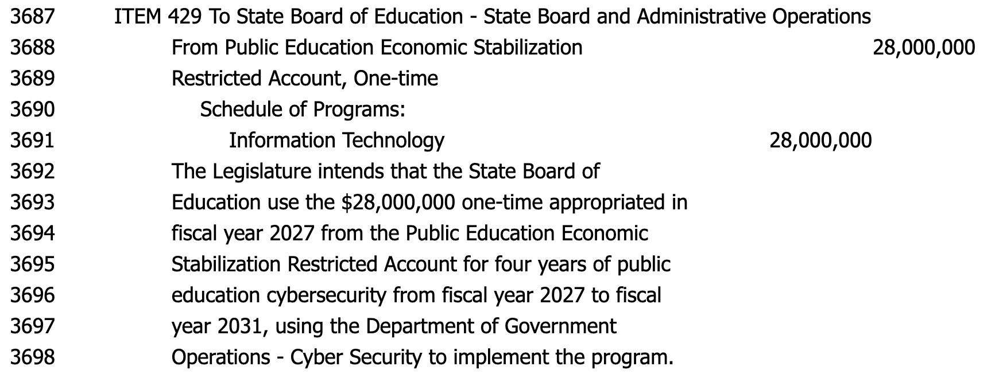 3687 ITEM 429 To State Board of Education - State Board and Administrative Operations
3688 From Public Education Economic Stabilization 28,000,000
3689 Restricted Account, One-time
3690 Schedule of Programs:
3691 Information Technology 28,000,000
3692 The Legislature intends that the State Board of
3693 Education use the $28,000,000 one-time appropriated in
3694 fiscal year 2027 from the Public Education Economic
3695 Stabilization Restricted Account for four years of public
3696 education cybersecurity from fiscal year 2027 to fiscal
3697 year 2031, using the Department of Government
3698 Operations - Cyber Security to implement the program.